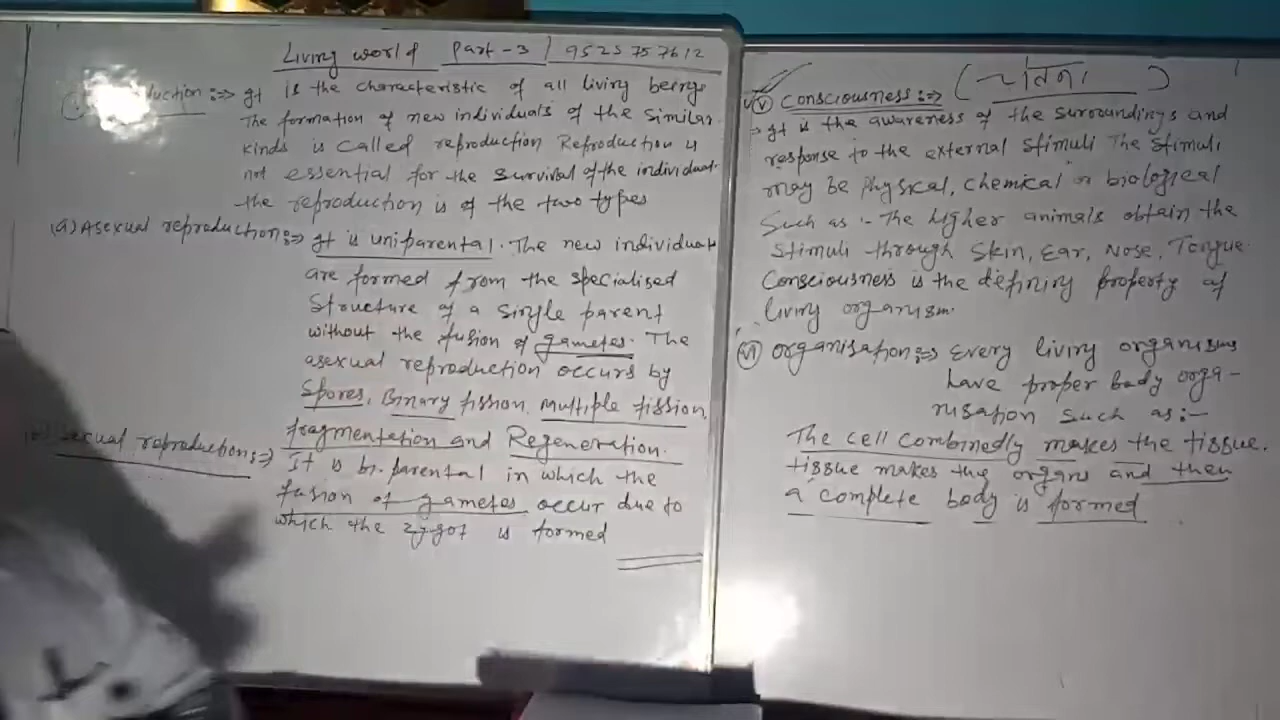 Living world Part-3 | 9525757612
duction :⇒ It is the characteristic of all living beings
The formation of new individuals of the similar
kinds is called reproduction Reproduction is
not essential for the survival of the individual.
the reproduction is of the two types
(a) Asexual reproduction :⇒ It is uniparental. The new individual
are formed from the specialised
Structure of a single parent
without the fusion of gametes. The
asexual reproduction occurs by
Spores, Binary fission, Multiple fission,
fragmentation and Regeneration.
sexual reproduction :⇒ It is bi.parental in which the
fusion of gametes occur due to
which the zygot is formed
(v) Consciousness :⇒ ( )
⇒ It is the awareness of the surroundings and
response to the external stimuli The stimuli
may be physical, chemical or biological
Such as :- The higher animals obtain the
stimuli through Skin, Ear, Nose, Tongue.
Consciousness is the defining property of
living organism.
(vi) Organisation :⇒ Every living organisms
have proper body orga-
nisation such as :-
The cell combinedly makes the tissue.
tissue makes the organs and then
a complete body is formed